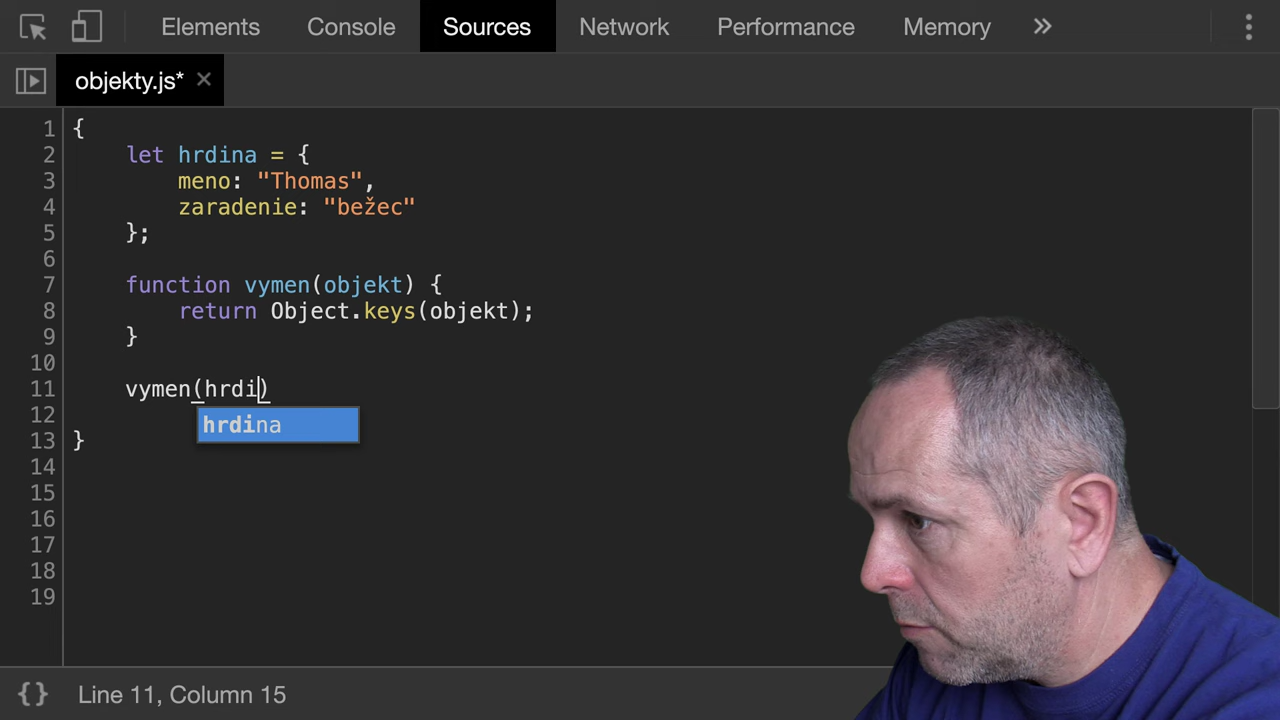 Elements Console Sources Network Performance Memory »
objekty.js* ×
1 {
2 let hrdina = {
3 meno: "Thomas",
4 zaradenie: "bežec"
5 };
6
7 function vymen(objekt) {
8 return Object.keys(objekt);
9 }
10
11 vymen(hrdi)
12 hrdina
13 }
14
15
16
17
18
19
{} Line 11, Column 15